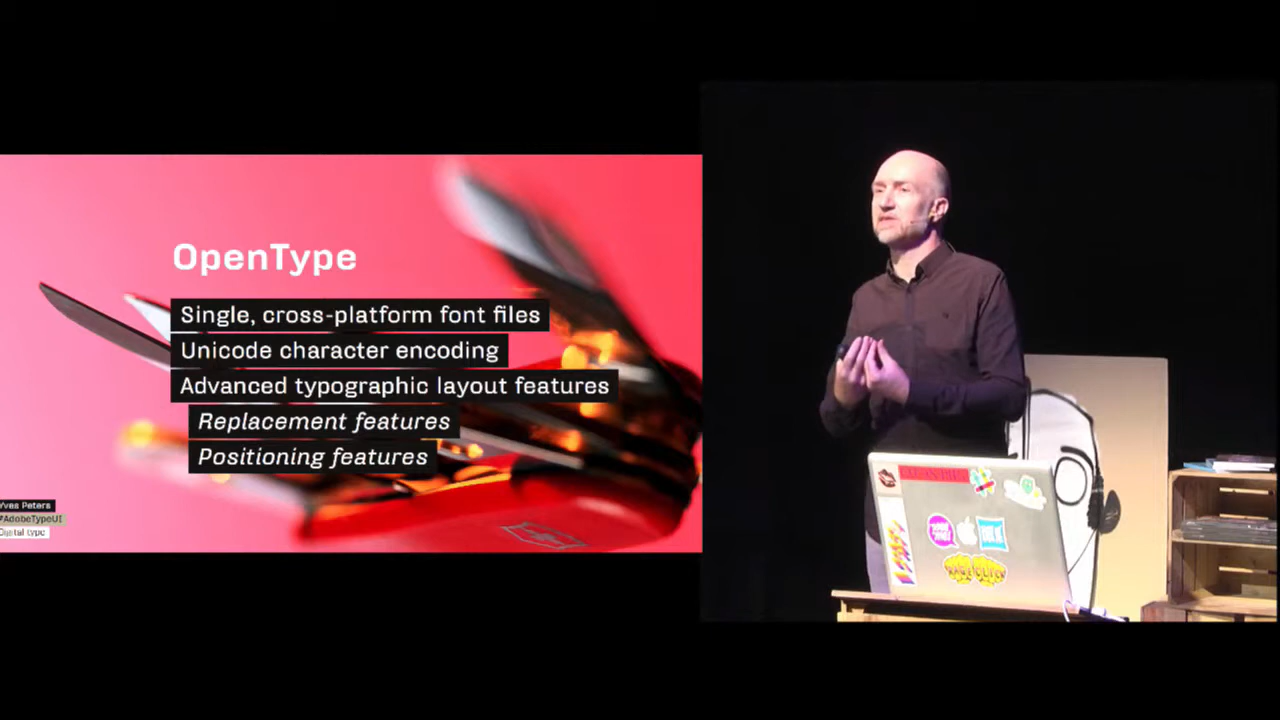 OpenType
Single, cross-platform font files
Unicode character encoding
Advanced typographic layout features
Replacement features
Positioning features
Yves Peters
#AdobeTypeUI
Digital type